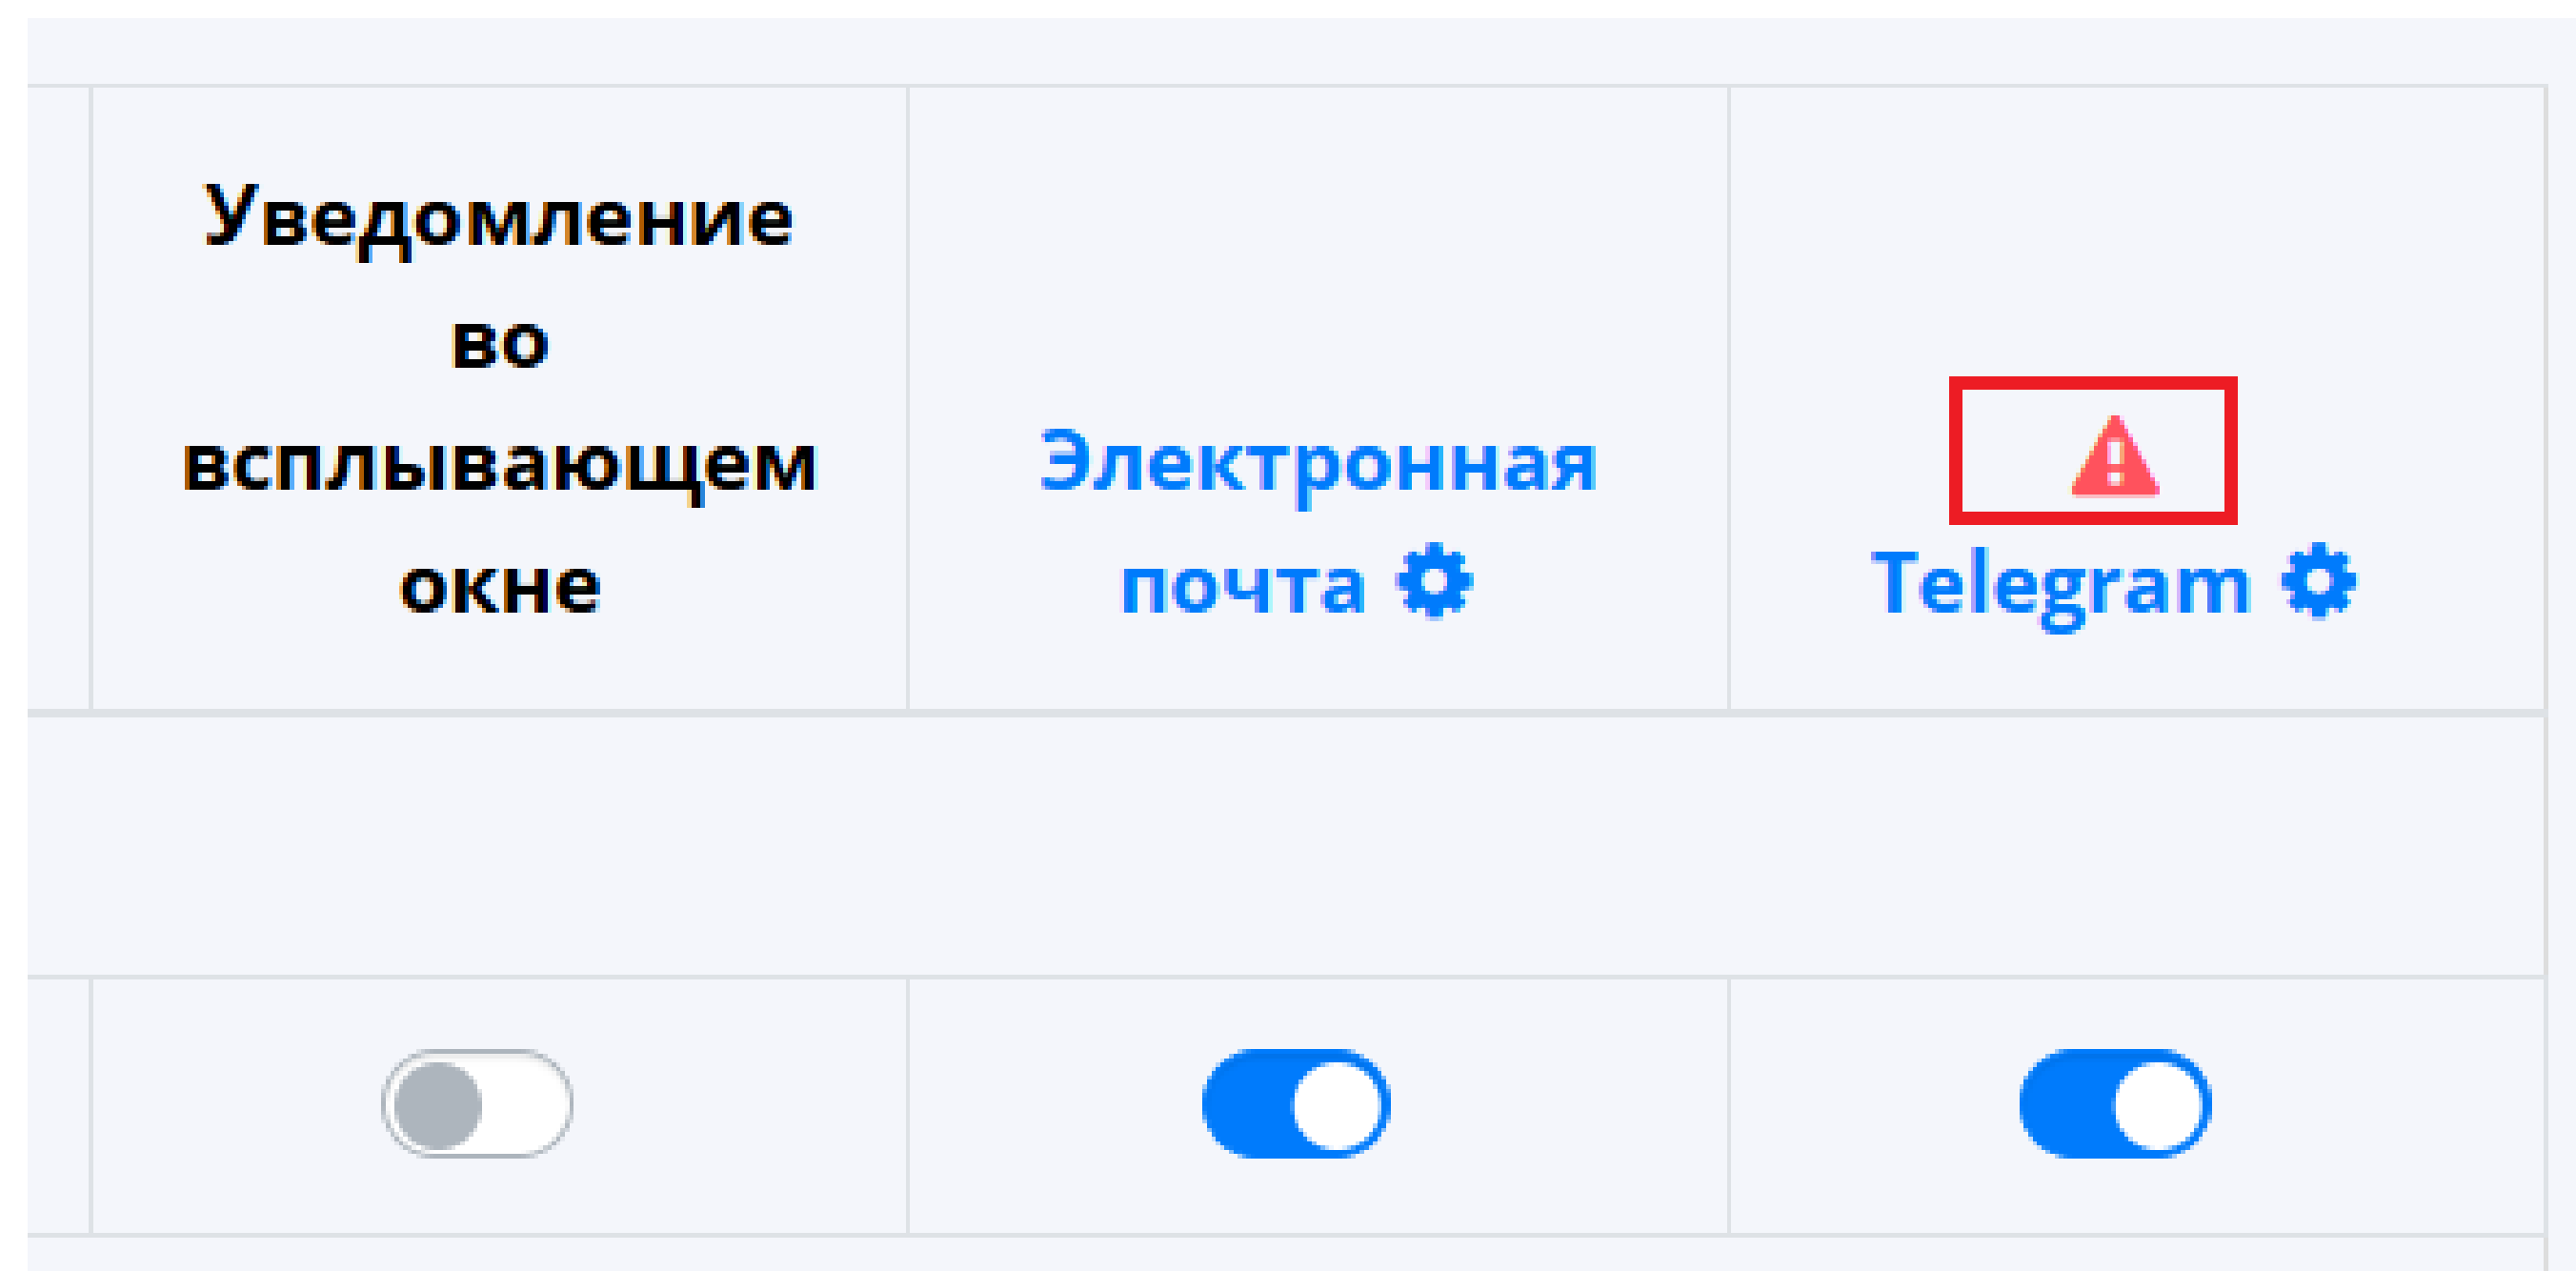 Уведомление
во
всплывающем
окне
Электронная
почта
Telegram